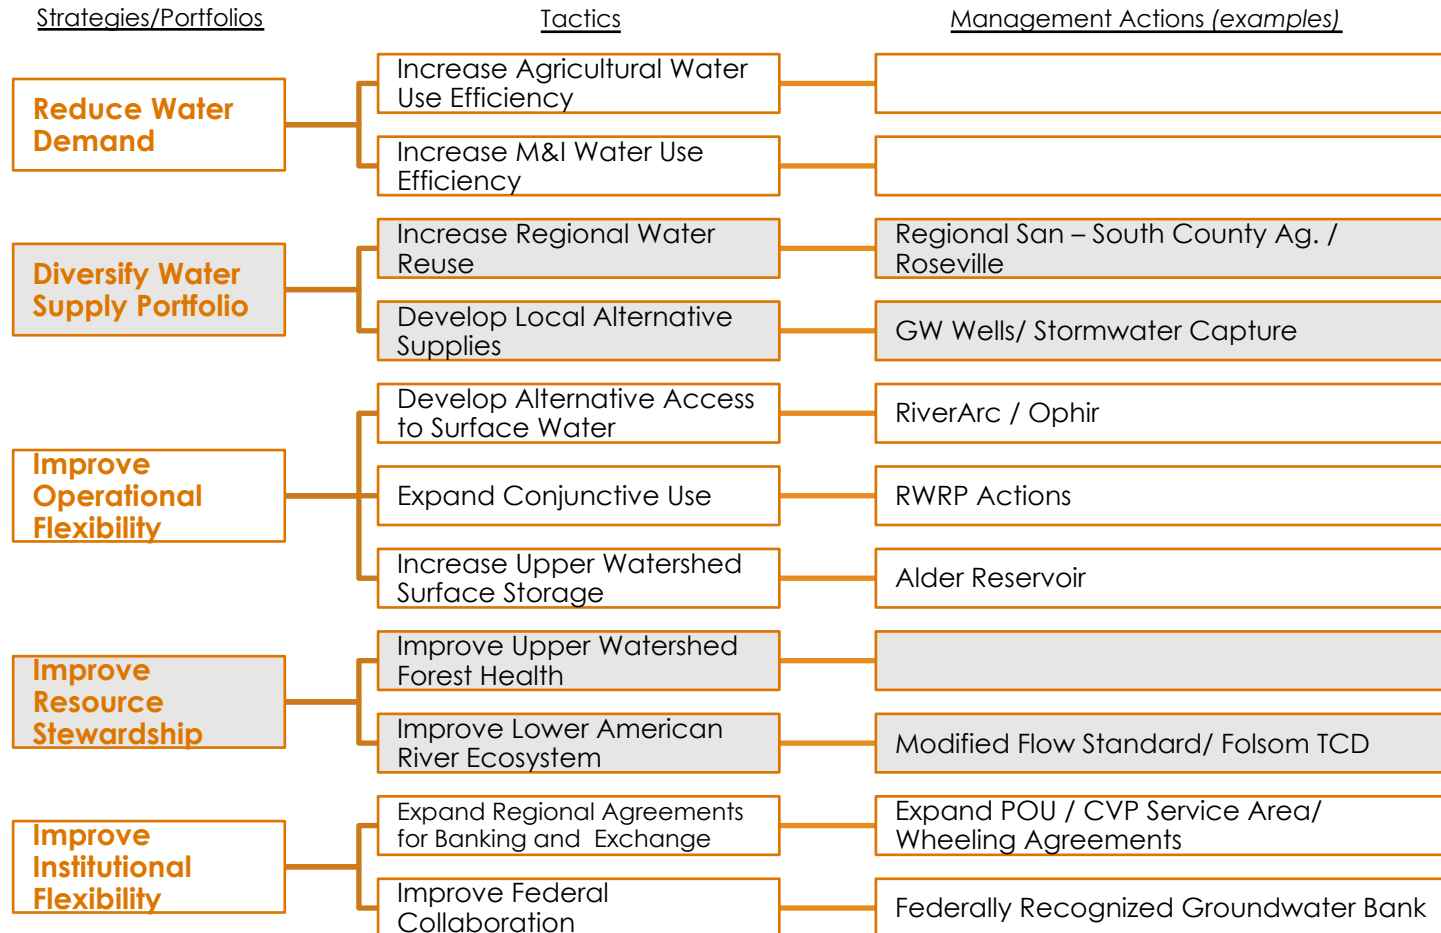 Strategies/Portfolios
Tactics
Management Actions (examples)
Reduce Water
Demand
Increase Agricultural Water
Use Efficiency
Increase M&I Water Use
Efficiency
Diversify Water
Supply Portfolio
Increase Regional Water
Reuse
Regional San – South County Ag. /
Roseville
Develop Local Alternative
Supplies
GW Wells/ Stormwater Capture
Improve
Operational
Flexibility
Develop Alternative Access
to Surface Water
RiverArc / Ophir
Expand Conjunctive Use
RWRP Actions
Increase Upper Watershed
Surface Storage
Alder Reservoir
Improve
Resource
Stewardship
Improve Upper Watershed
Forest Health
Improve Lower American
River Ecosystem
Modified Flow Standard/ Folsom TCD
Improve
Institutional
Flexibility
Expand Regional Agreements
for Banking and  Exchange
Expand POU / CVP Service Area/
Wheeling Agreements
Improve Federal
Collaboration
Federally Recognized Groundwater Bank